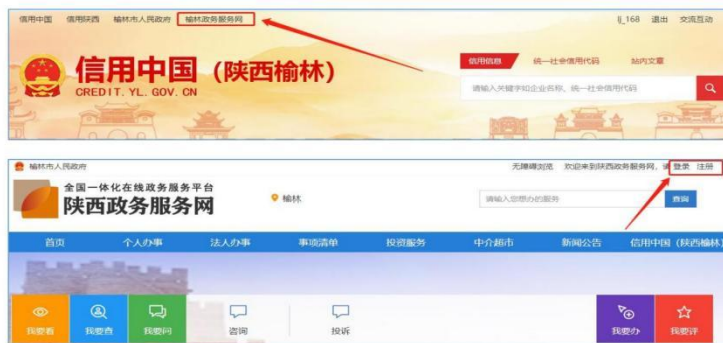 信用中国 信用陕西 榆林市人民政府 榆林政务服务网 退出 交流互动
信用中国（陕西榆林）
CREDIT. YL. GOV. CN
信用信息 统一社会信用代码 站内文章
请输入关键字如企业名称、统一社会信用代码
榆林市人民政府 无障碍浏览 欢迎来到陕西政务服务网，请 登录 注册
全国一体化在线政务服务平台
陕西政务服务网
榆林
请输入您想办的服务 查询
首页 个人办事 法人办事 事项清单 投资服务 中介超市 新闻公告 信用中国（陕西榆林）
我要看 我要查 我要问 咨询 投诉 我要办 我要评